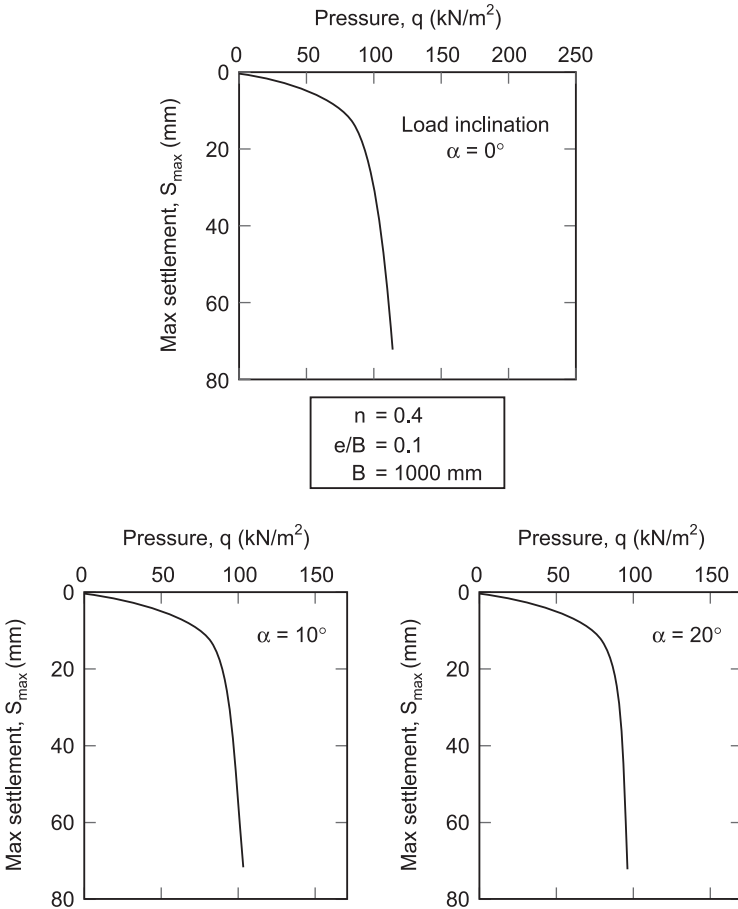 Pressure, q (kN/m²)
0 50 100 150 200 250
0
20
40
60
80
Max settlement, Sₘₐₓ (mm)
Load inclination
α = 0°
n = 0.4
e/B = 0.1
B = 1000 mm
Pressure, q (kN/m²)
0 50 100 150
0
20
40
60
80
Max settlement, Sₘₐₓ (mm)
α = 10°
Pressure, q (kN/m²)
0 50 100 150
0
20
40
60
80
Max settlement, Sₘₐₓ (mm)
α = 20°